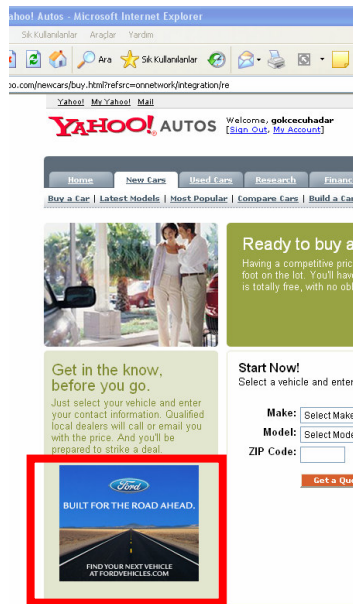 ahoo! Autos - Microsoft Internet Explorer
Sık Kullanılanlar Araçlar Yardım
Ara Sık Kullanılanlar
oo.com/newcars/buy.html?refsrc=onnetwork/integration/re
Yahoo! My Yahoo! Mail
YAHOO! AUTOS
Welcome, gokcecuhadar
[Sign Out, My Account]
Home New Cars Used Cars Research Financ
Buy a Car | Latest Models | Most Popular | Compare Cars | Build a Car
Ready to buy a
Having a competitive pric
foot on the lot. You'll hav
is totally free, with no obl
Get in the know,
before you go.
Just select your vehicle and enter
your contact information. Qualified
local dealers will call or email you
with the price. And you'll be
prepared to strike a deal.
Start Now!
Select a vehicle and enter
Make: Select Make
Model: Select Mode
ZIP Code:
Get a Quo
Ford
BUILT FOR THE ROAD AHEAD.
FIND YOUR NEXT VEHICLE
AT FORDVEHICLES.COM